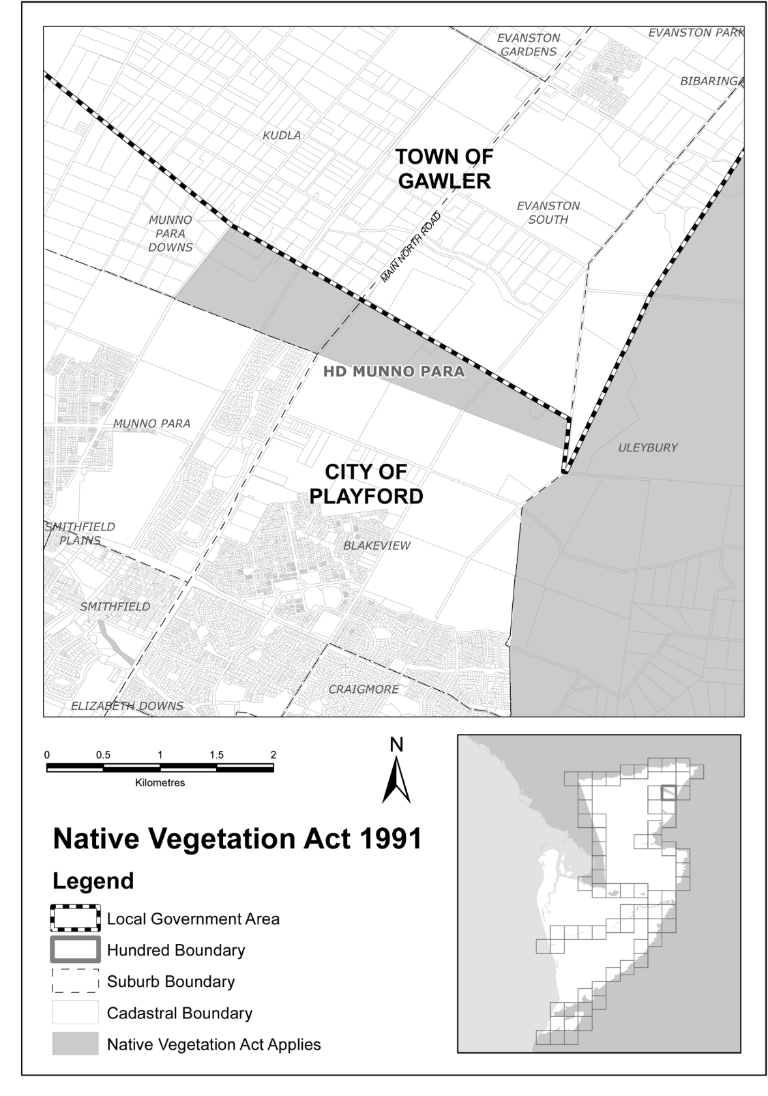 EVANSTON
GARDENS
EVANSTON PARK
BIBARINGA
KUDLA
TOWN OF
GAWLER
MUNNO
PARA
DOWNS
EVANSTON
SOUTH
MAIN NORTH ROAD
HD MUNNO PARA
MUNNO PARA
CITY OF
PLAYFORD
ULEYBURY
SMITHFIELD
PLAINS
BLAKEVIEW
SMITHFIELD
CRAIGMORE
ELIZABETH DOWNS
0 0.5 1 1.5 2
Kilometres
N
Native Vegetation Act 1991
Legend
Local Government Area
Hundred Boundary
Suburb Boundary
Cadastral Boundary
Native Vegetation Act Applies